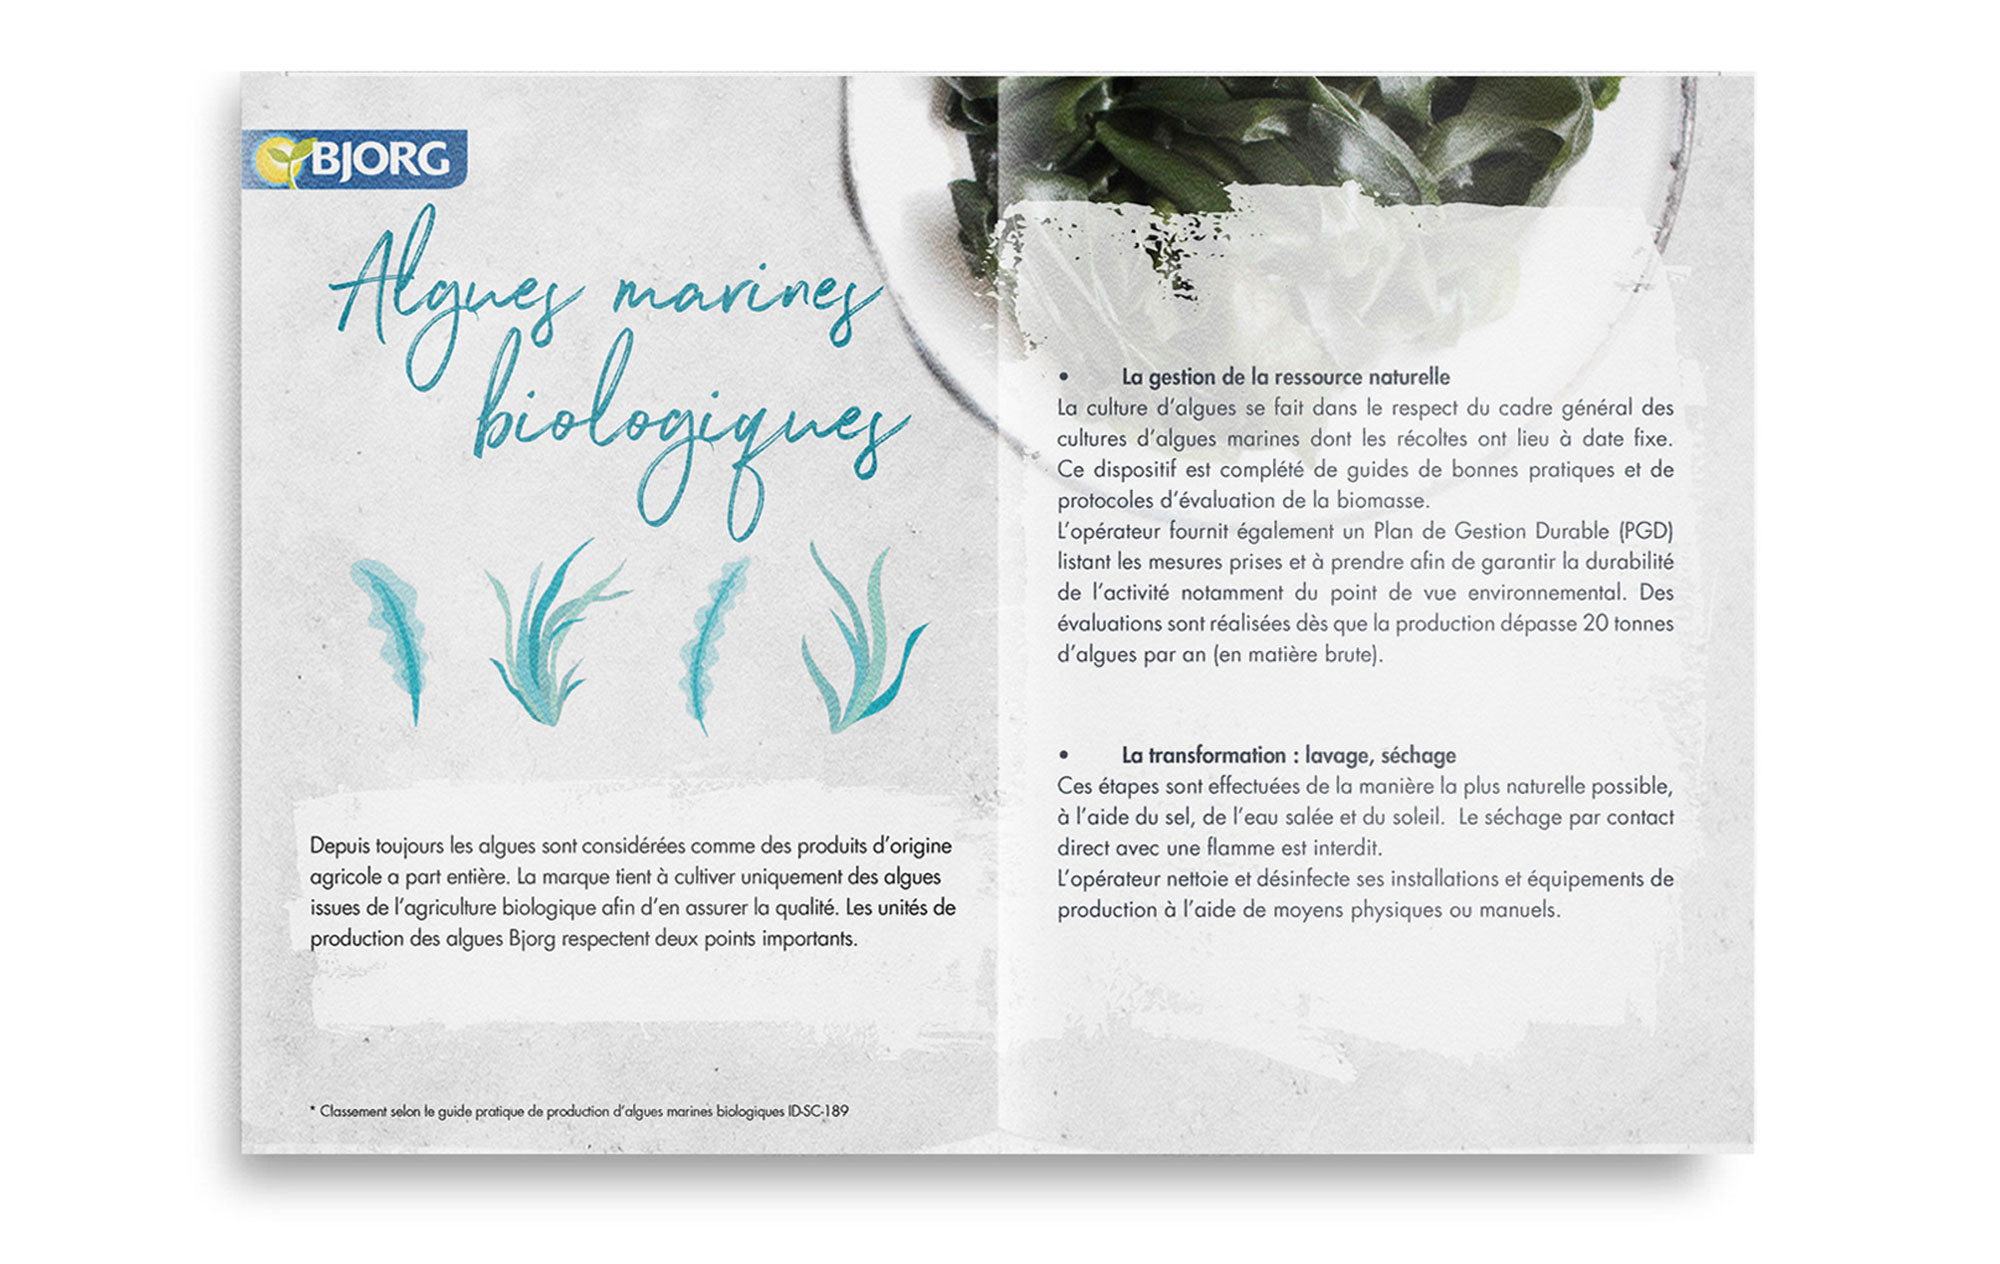 BJORG
Algues marines
biologiques
Depuis toujours les algues sont considérées comme des produits d’origine
agricole a part entière. La marque tient à cultiver uniquement des algues
issues de l’agriculture biologique afin d’en assurer la qualité. Les unités de
production des algues Bjorg respectent deux points importants.
* Classement selon le guide pratique de production d’algues marines biologiques ID-SC-189
• La gestion de la ressource naturelle
La culture d’algues se fait dans le respect du cadre général des
cultures d’algues marines dont les récoltes ont lieu à date fixe.
Ce dispositif est complété de guides de bonnes pratiques et de
protocoles d’évaluation de la biomasse.
L’opérateur fournit également un Plan de Gestion Durable (PGD)
listant les mesures prises et à prendre afin de garantir la durabilité
de l’activité notamment du point de vue environnemental. Des
évaluations sont réalisées dès que la production dépasse 20 tonnes
d’algues par an (en matière brute).
• La transformation : lavage, séchage
Ces étapes sont effectuées de la manière la plus naturelle possible,
à l’aide du sel, de l’eau salée et du soleil.  Le séchage par contact
direct avec une flamme est interdit.
L’opérateur nettoie et désinfecte ses installations et équipements de
production à l’aide de moyens physiques ou manuels.